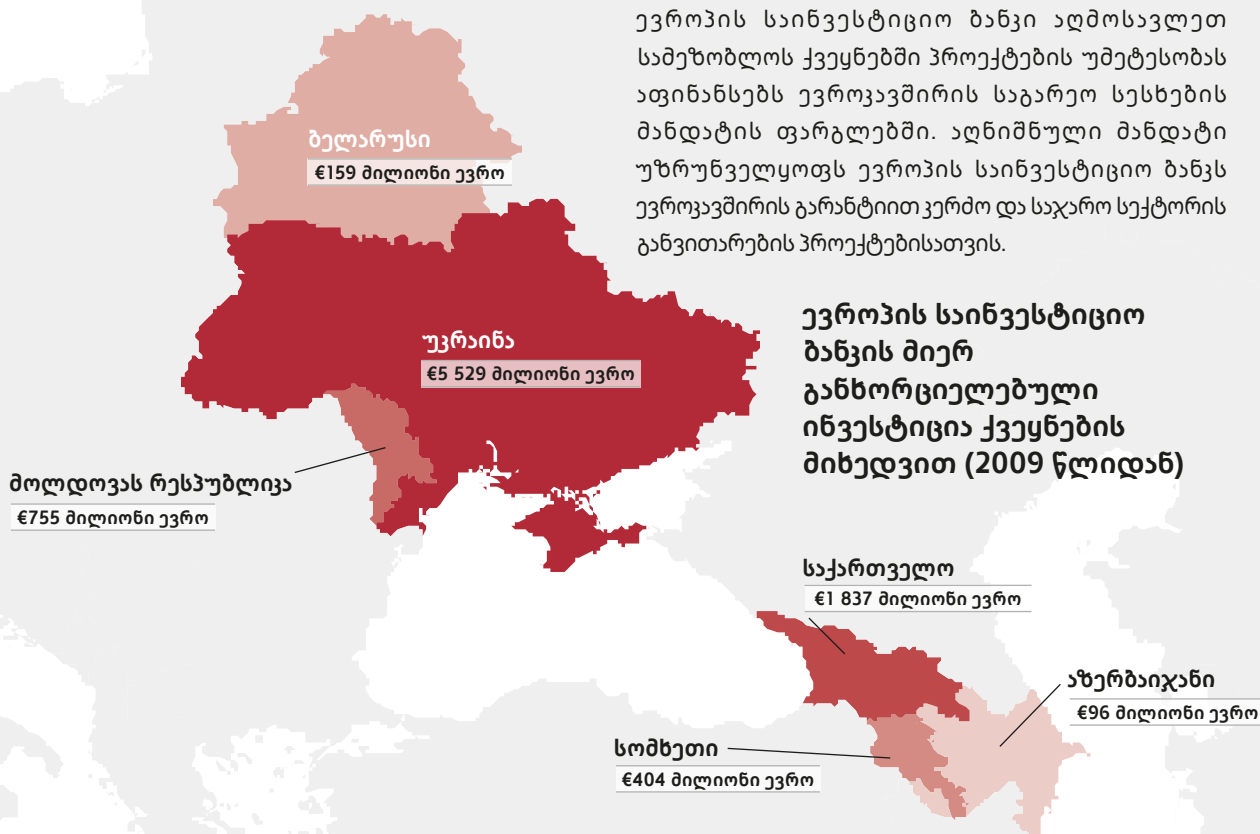 ევროპის საინვესტიციო ბანკი აღმოსავლეთ
სამეზობლოს ქვეყნებში პროექტების უმეტესობას
აფინანსებს ევროკავშირის საგარეო სესხების
მანდატის ფარგლებში. აღნიშნული მანდატი
უზრუნველყოფს ევროპის საინვესტიციო ბანკს
ევროკავშირის გარანტიით კერძო და საჯარო სექტორის
განვითარების პროექტებისათვის.
ბელარუსი
€159 მილიონი ევრო
ევროპის საინვესტიციო
ბანკის მიერ
განხორციელებული
ინვესტიცია ქვეყნების
მიხედვით (2009 წლიდან)
უკრაინა
€5 529 მილიონი ევრო
მოლდოვას რესპუბლიკა
€755 მილიონი ევრო
საქართველო
€1 837 მილიონი ევრო
აზერბაიჯანი
€96 მილიონი ევრო
სომხეთი
€404 მილიონი ევრო